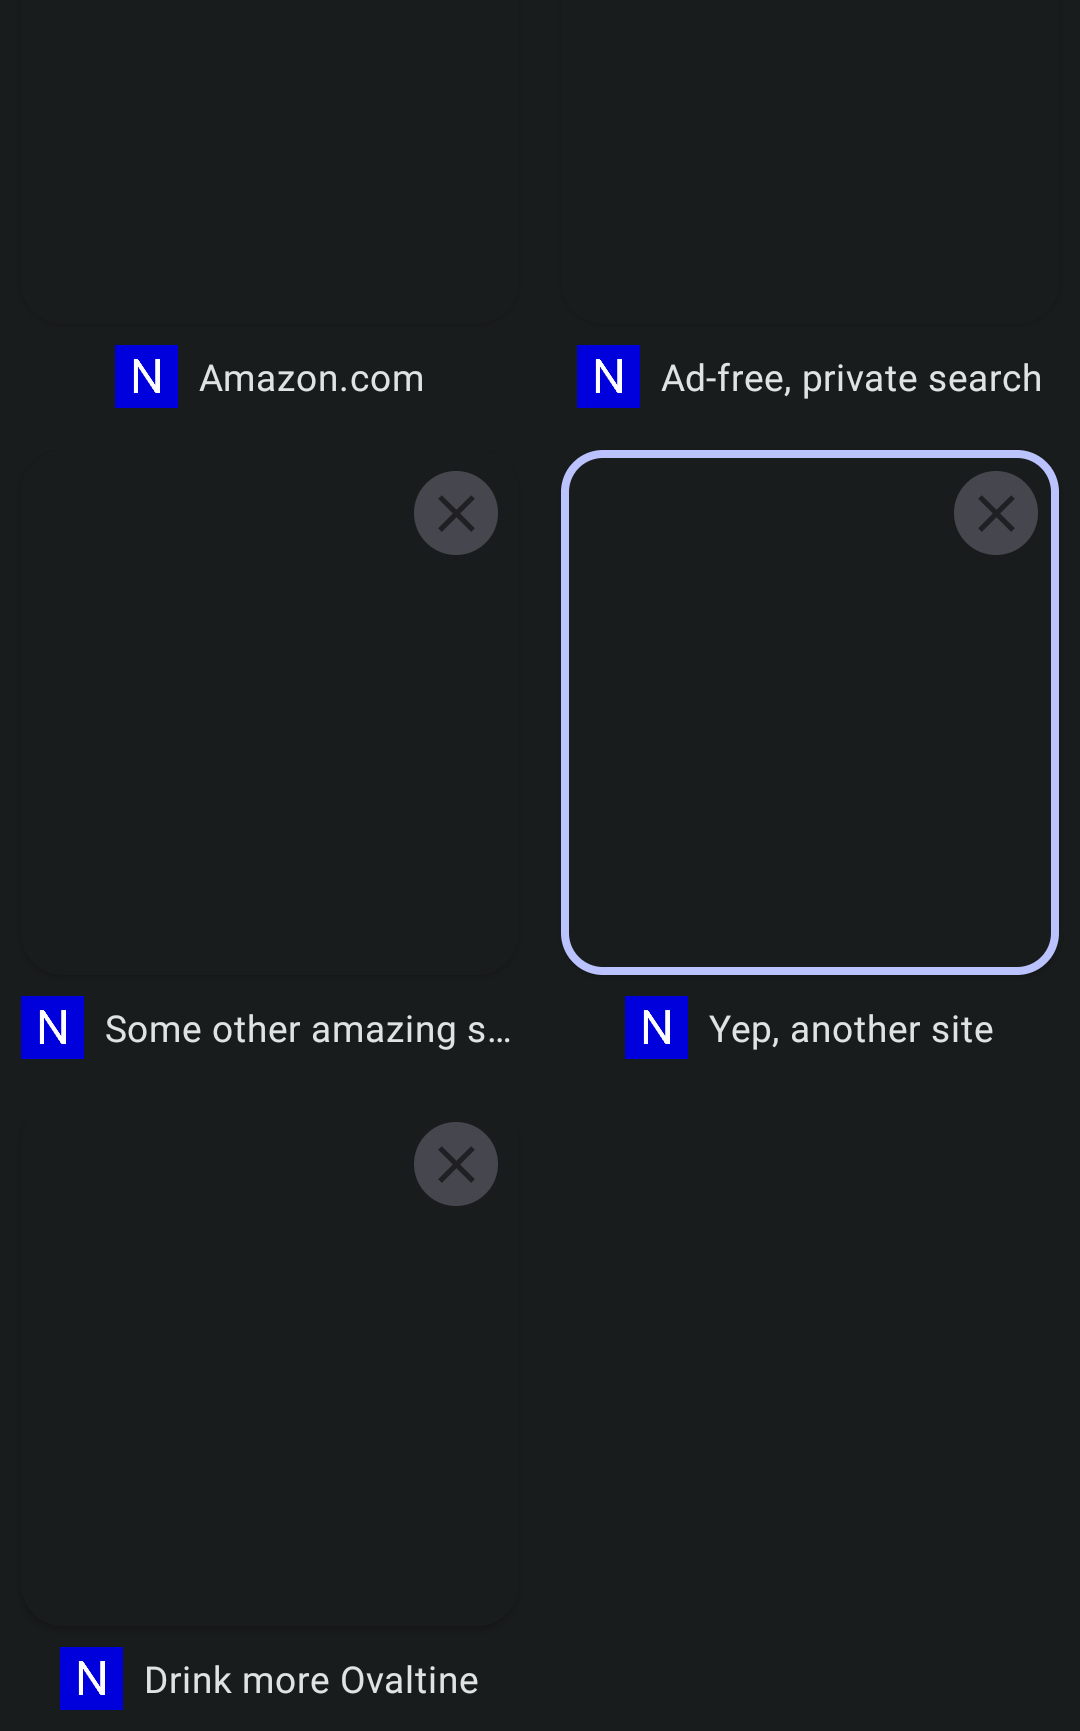 N Amazon.com
N Ad-free, private search
N Some other amazing s...
N Yep, another site
N Drink more Ovaltine